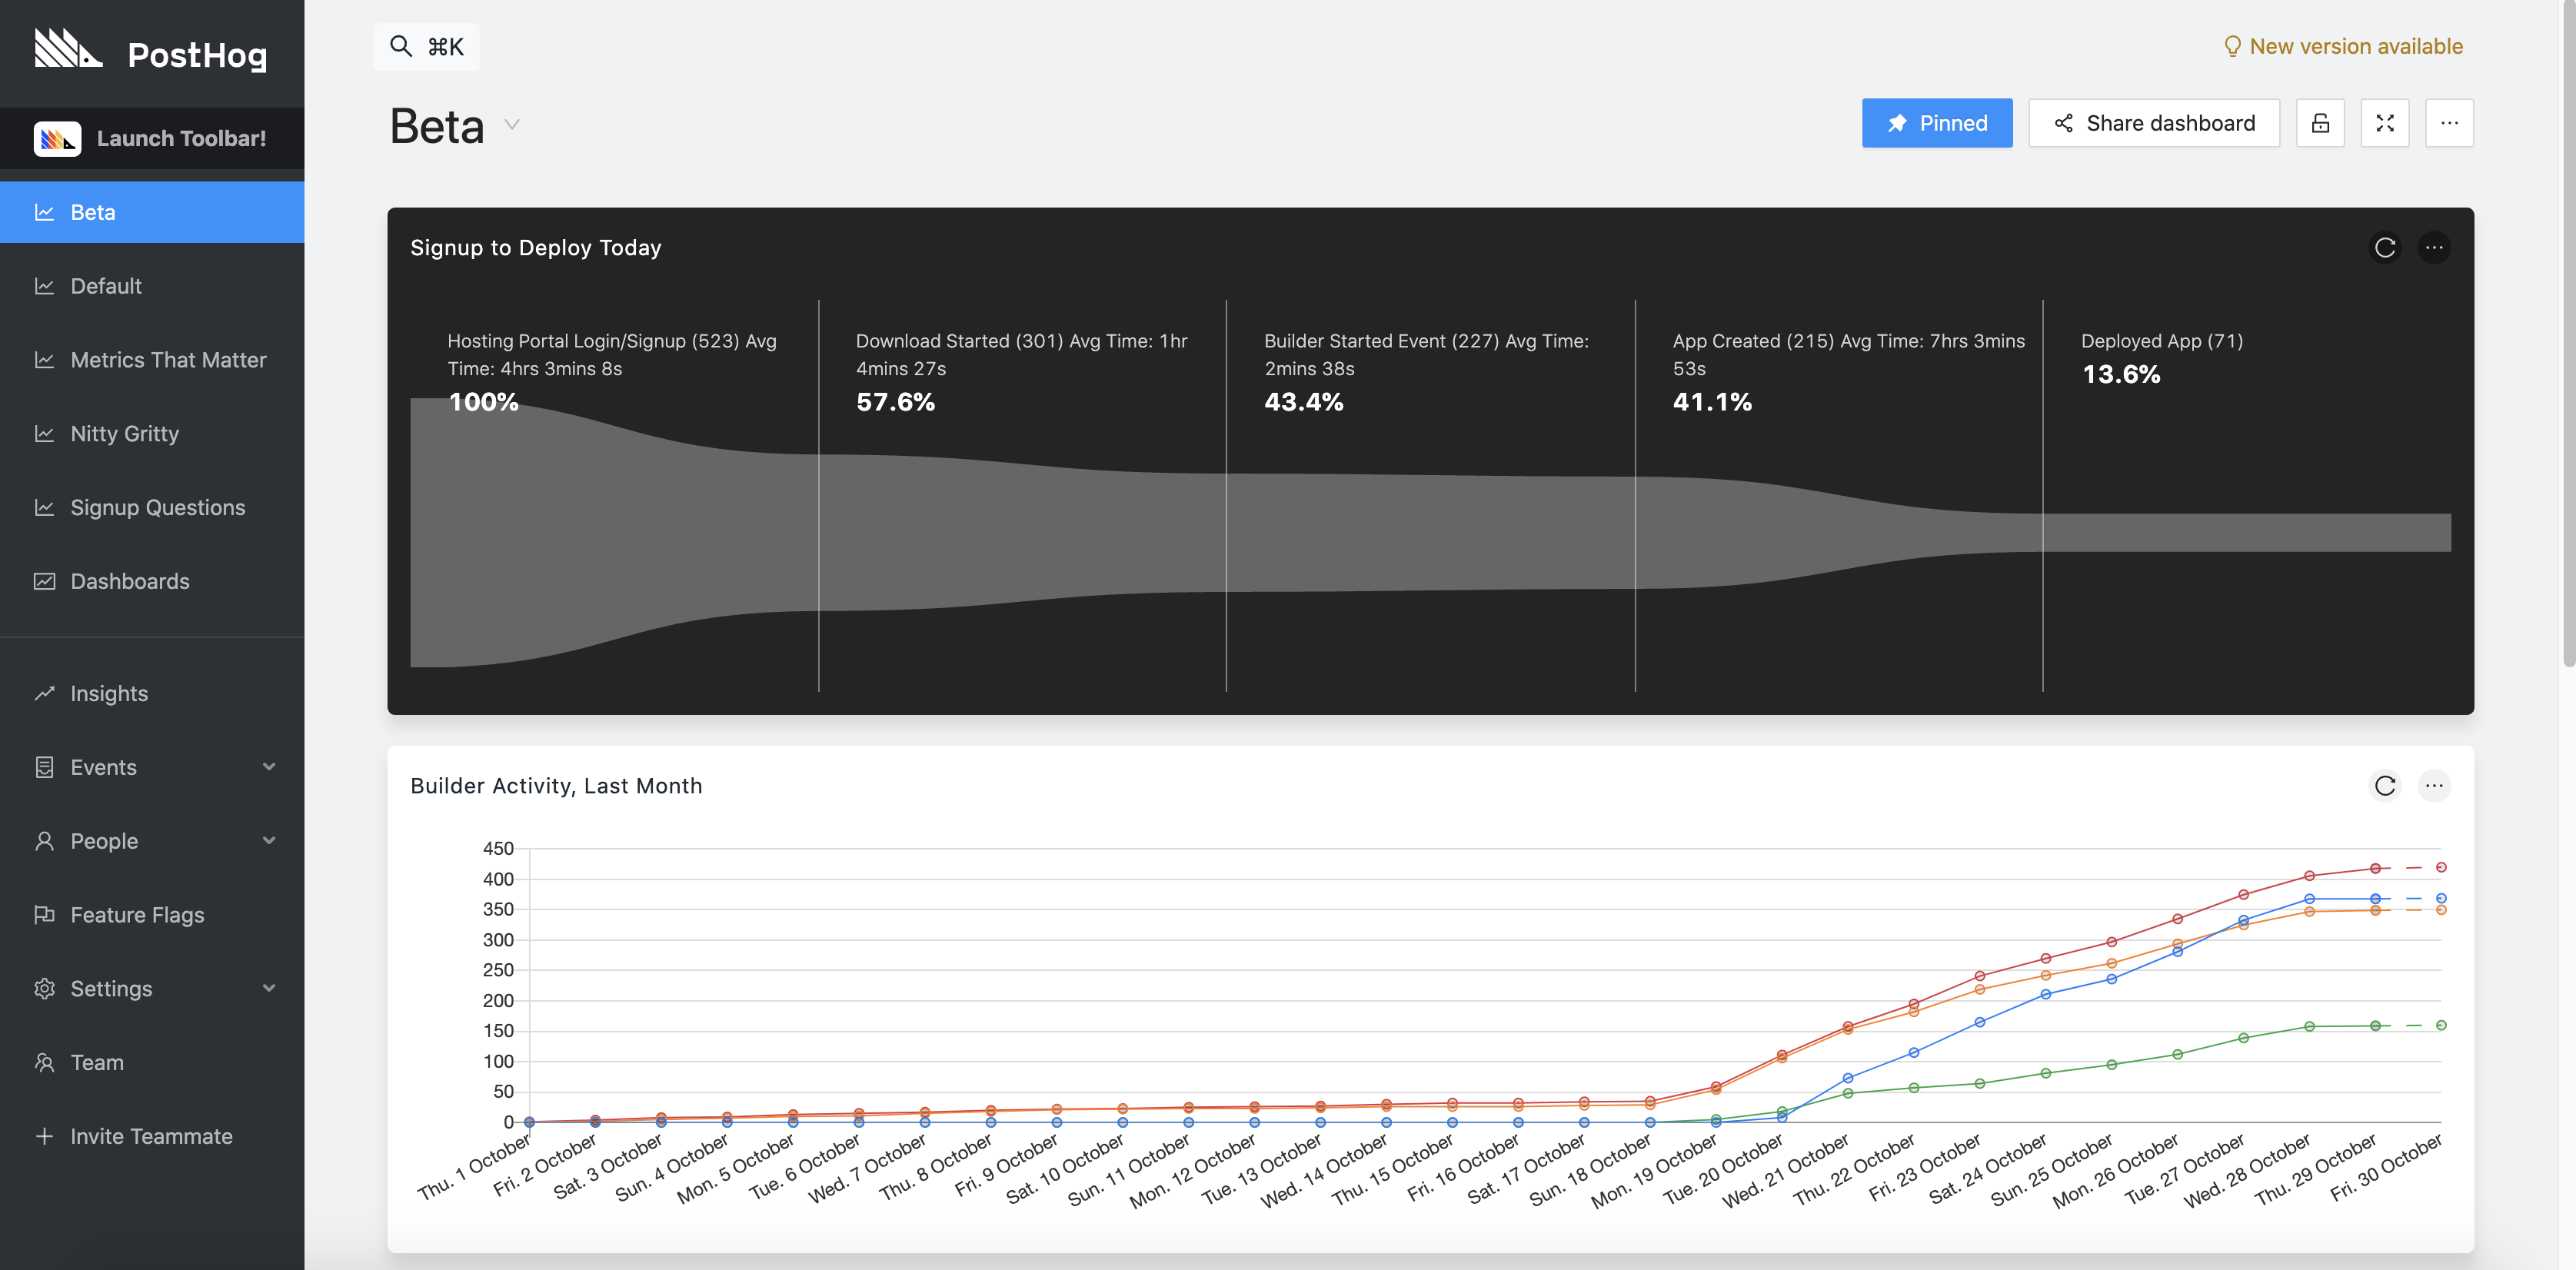 PostHog
Launch Toolbar!
Beta
Default
Metrics That Matter
Nitty Gritty
Signup Questions
Dashboards
Insights
Events
People
Feature Flags
Settings
Team
Invite Teammate
⌘K
New version available
Beta
Pinned
Share dashboard
Signup to Deploy Today
Hosting Portal Login/Signup (523) Avg
Time: 4hrs 3mins 8s
100%
Download Started (301) Avg Time: 1hr
4mins 27s
57.6%
Builder Started Event (227) Avg Time:
2mins 38s
43.4%
App Created (215) Avg Time: 7hrs 3mins
53s
41.1%
Deployed App (71)
13.6%
Builder Activity, Last Month
450
400
350
300
250
200
150
100
50
0
Thu. 1 October
Fri. 2 October
Sat. 3 October
Sun. 4 October
Mon. 5 October
Tue. 6 October
Wed. 7 October
Thu. 8 October
Fri. 9 October
Sat. 10 October
Sun. 11 October
Mon. 12 October
Tue. 13 October
Wed. 14 October
Thu. 15 October
Fri. 16 October
Sat. 17 October
Sun. 18 October
Mon. 19 October
Tue. 20 October
Wed. 21 October
Thu. 22 October
Fri. 23 October
Sat. 24 October
Sun. 25 October
Mon. 26 October
Tue. 27 October
Wed. 28 October
Thu. 29 October
Fri. 30 October